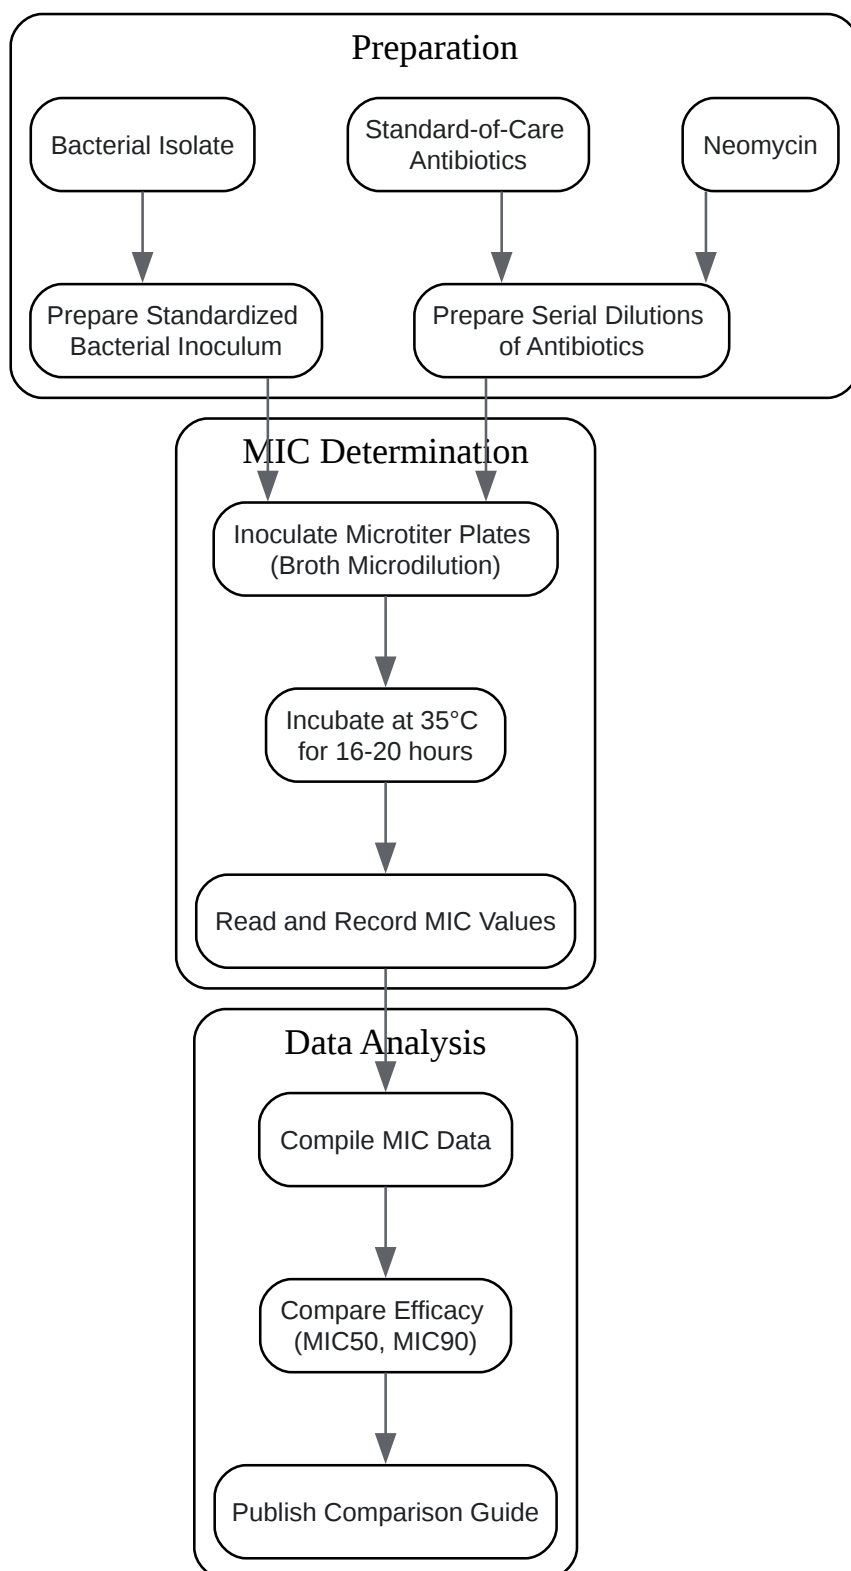 Preparation
Bacterial Isolate
Standard-of-Care
Antibiotics
Neomycin
Prepare Standardized
Bacterial Inoculum
Prepare Serial Dilutions
of Antibiotics
MIC Determination
Inoculate Microtiter Plates
(Broth Microdilution)
Incubate at 35°C
for 16-20 hours
Read and Record MIC Values
Data Analysis
Compile MIC Data
Compare Efficacy
(MIC50, MIC90)
Publish Comparison Guide